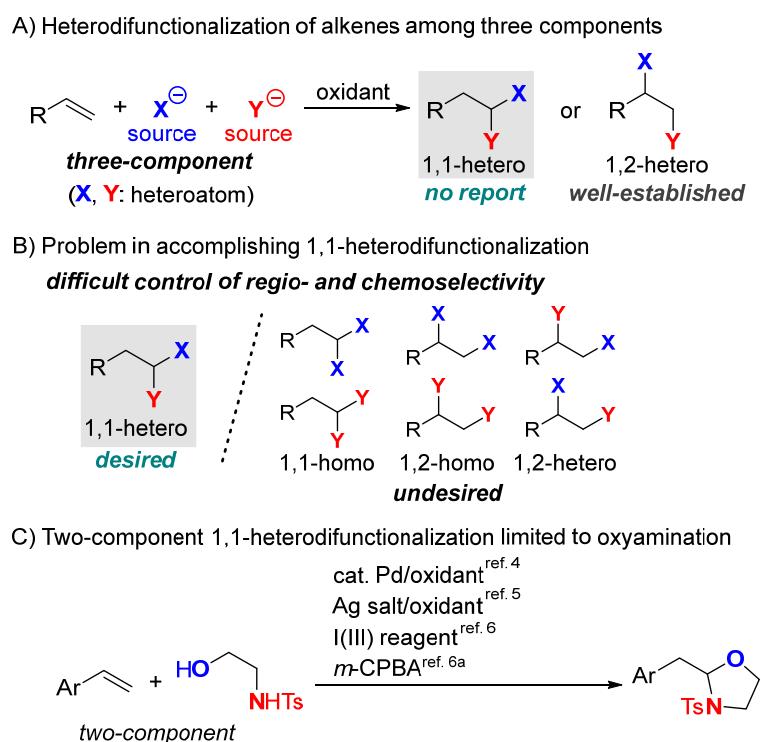 A) Heterodifunctionalization of alkenes among three components
R + X⊖ + Y⊖ oxidant R X Y or X R Y
source source
three-component 1,1-hetero 1,2-hetero
(X, Y: heteroatom) no report well-established
B) Problem in accomplishing 1,1-heterodifunctionalization
difficult control of regio- and chemoselectivity
R X Y
1,1-hetero
desired
R X X R X X R Y X
R Y Y R Y Y R X Y
1,1-homo 1,2-homo 1,2-hetero
undesired
C) Two-component 1,1-heterodifunctionalization limited to oxyamination
cat. Pd/oxidant ref. 4
Ag salt/oxidant ref. 5
I(III) reagent ref. 6
m-CPBA ref. 6a
Ar + HO NHTs Ar O TsN
two-component